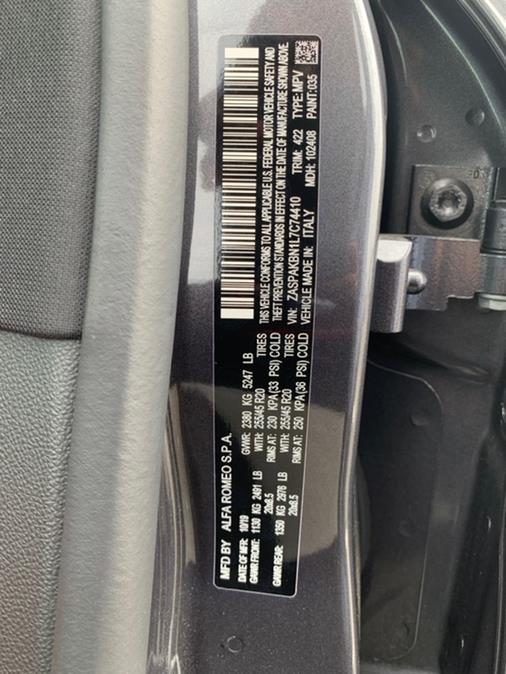 MFD BY ALFA ROMEO S.P.A.
DATE OF MFR: 10/19 GVWR: 2380 KG 5247 LB
GAWR FRONT: 1130 KG 2491 LB WITH: 255/45 R20 TIRES
20x8.5 RIMS AT: 230 KPA(33 PSI) COLD
GAWR REAR: 1350 KG 2976 LB WITH: 255/45 R20 TIRES
20x8.5 RIMS AT: 250 KPA(36 PSI) COLD
THIS VEHICLE CONFORMS TO ALL APPLICABLE U.S. FEDERAL MOTOR VEHICLE SAFETY AND
THEFT PREVENTION STANDARDS IN EFFECT ON THE DATE OF MANUFACTURE SHOWN ABOVE.
VIN: ZASPAKBN1L7C74410 TYPE: MPV
VEHICLE MADE IN: ITALY TRIM: 422
MDH: 102408 PAINT: 035